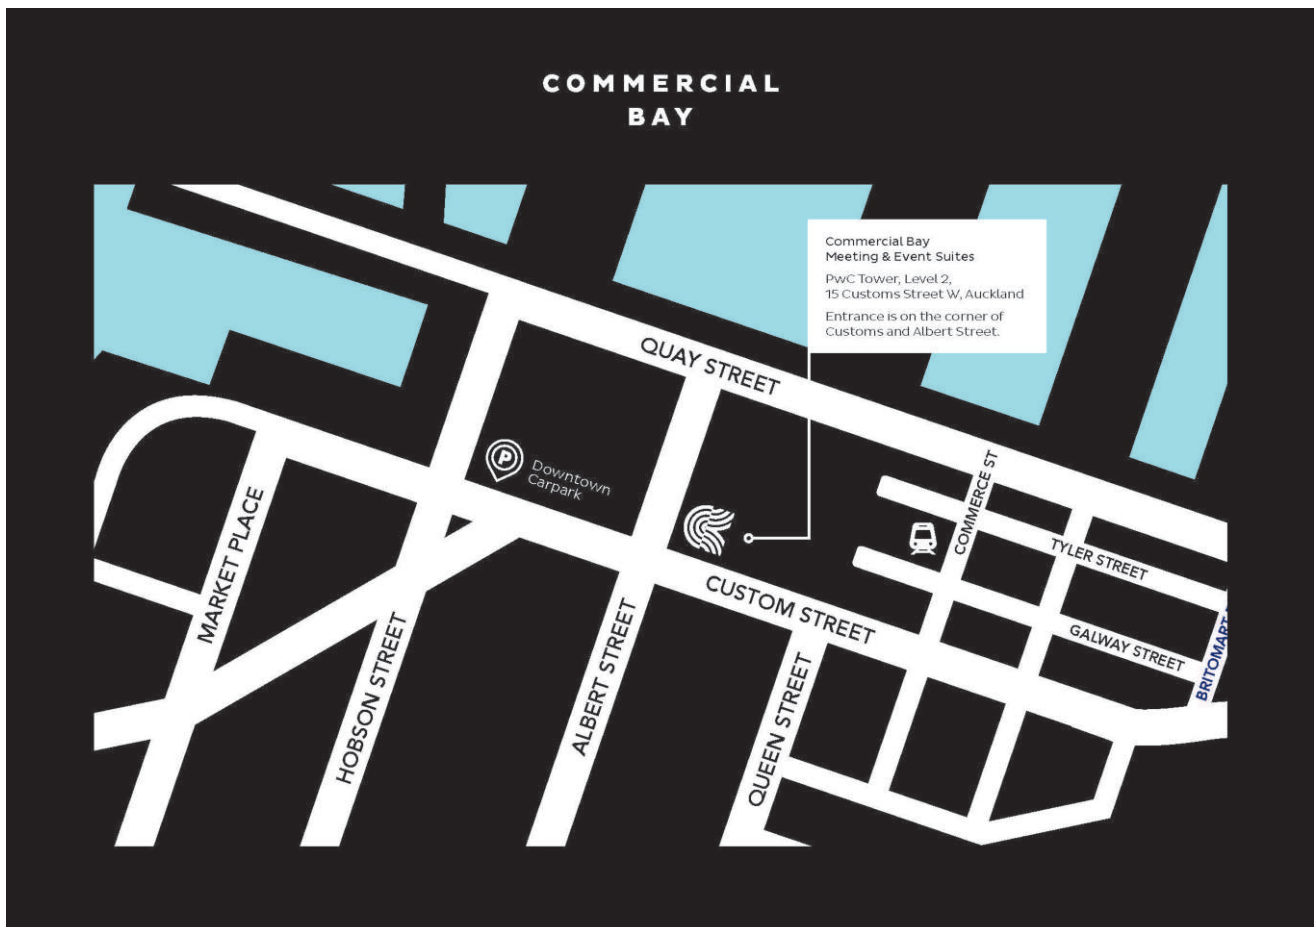 COMMERCIAL
BAY
Commercial Bay
Meeting & Event Suites
PwC Tower, Level 2,
15 Customs Street W, Auckland
Entrance is on the corner of
Customs and Albert Street.
QUAY STREET
P
Downtown
Carpark
COMMERCE ST
MARKET PLACE
TYLER STREET
CUSTOM STREET
GALWAY STREET
BRITOMART
HOBSON STREET
ALBERT STREET
QUEEN STREET